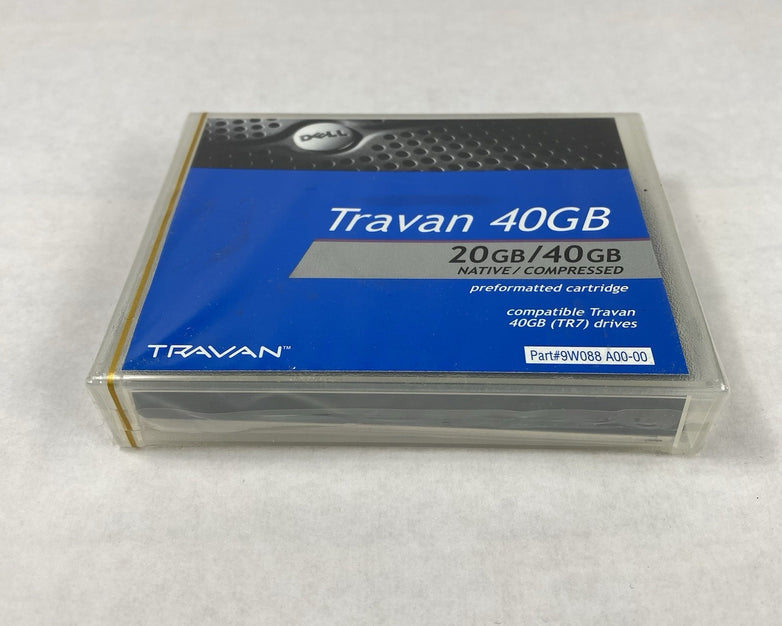 DELL
Travan 40GB
20GB/40GB
NATIVE / COMPRESSED
preformatted cartridge
compatible Travan
40GB (TR7) drives
TRAVAN™
Part#9W088 A00-00